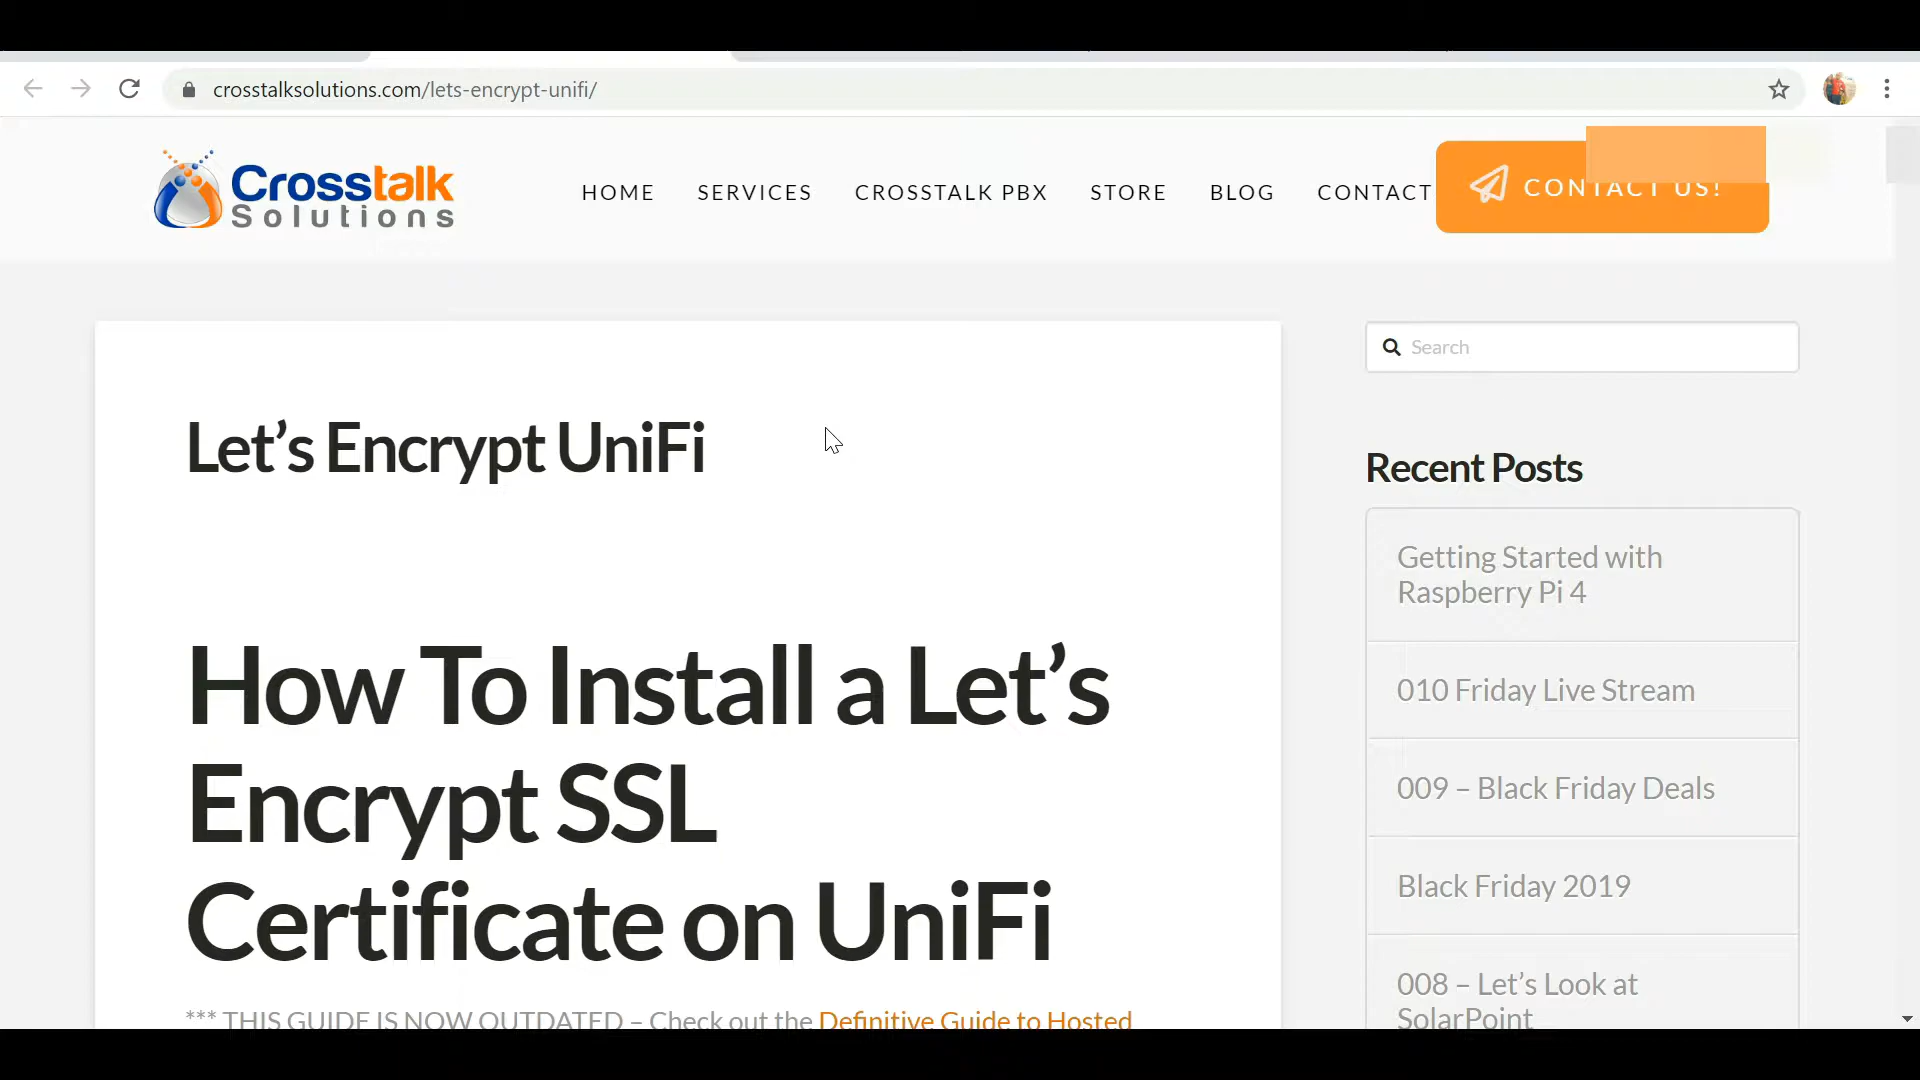 crosstalksolutions.com/lets-encrypt-unifi/
Crosstalk
Solutions
HOME SERVICES CROSSTALK PBX STORE BLOG CONTACT
CONTACT US!
Search
Let’s Encrypt UniFi
Recent Posts
Getting Started with
Raspberry Pi 4
010 Friday Live Stream
009 – Black Friday Deals
Black Friday 2019
008 – Let’s Look at
SolarPoint
How To Install a Let’s
Encrypt SSL
Certificate on UniFi
*** THIS GUIDE IS NOW OUTDATED – Check out the Definitive Guide to Hosted